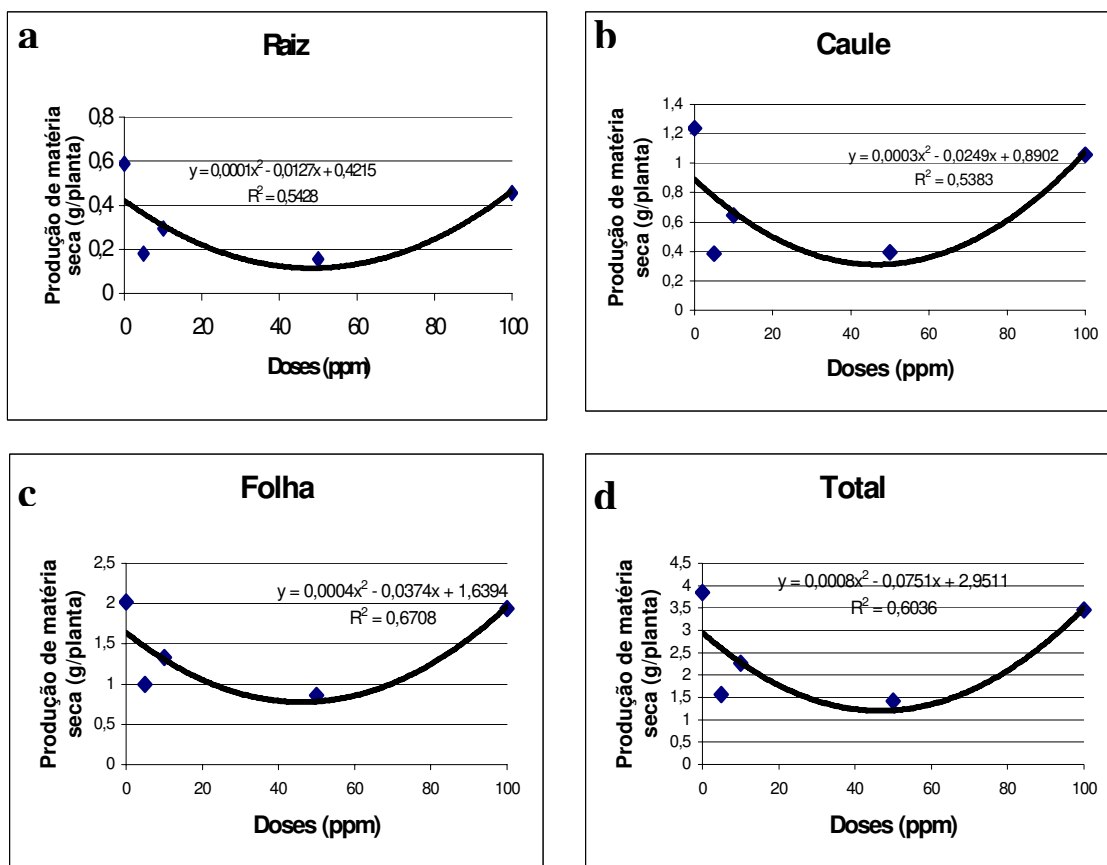 a
Raiz
Produção de matéria
seca (g/planta)
0,8
0,6
0,4
0,2
0
y = 0,0001x² - 0,0127x + 0,4215
R² = 0,5428
0 20 40 60 80 100
Doses (ppm)
b
Caule
Produção de matéria
seca (g/planta)
1,4
1,2
1
0,8
0,6
0,4
0,2
0
y = 0,0003x² - 0,0249x + 0,8902
R² = 0,5383
0 20 40 60 80 100
Doses (ppm)
c
Folha
Produção de matéria
seca (g/planta)
2,5
2
1,5
1
0,5
0
y = 0,0004x² - 0,0374x + 1,6394
R² = 0,6708
0 20 40 60 80 100
Doses (ppm)
d
Total
Produção de matéria
seca (g/planta)
4,5
4
3,5
3
2,5
2
1,5
1
0,5
0
y = 0,0008x² - 0,0751x + 2,9511
R² = 0,6036
0 20 40 60 80 100
Doses (ppm)